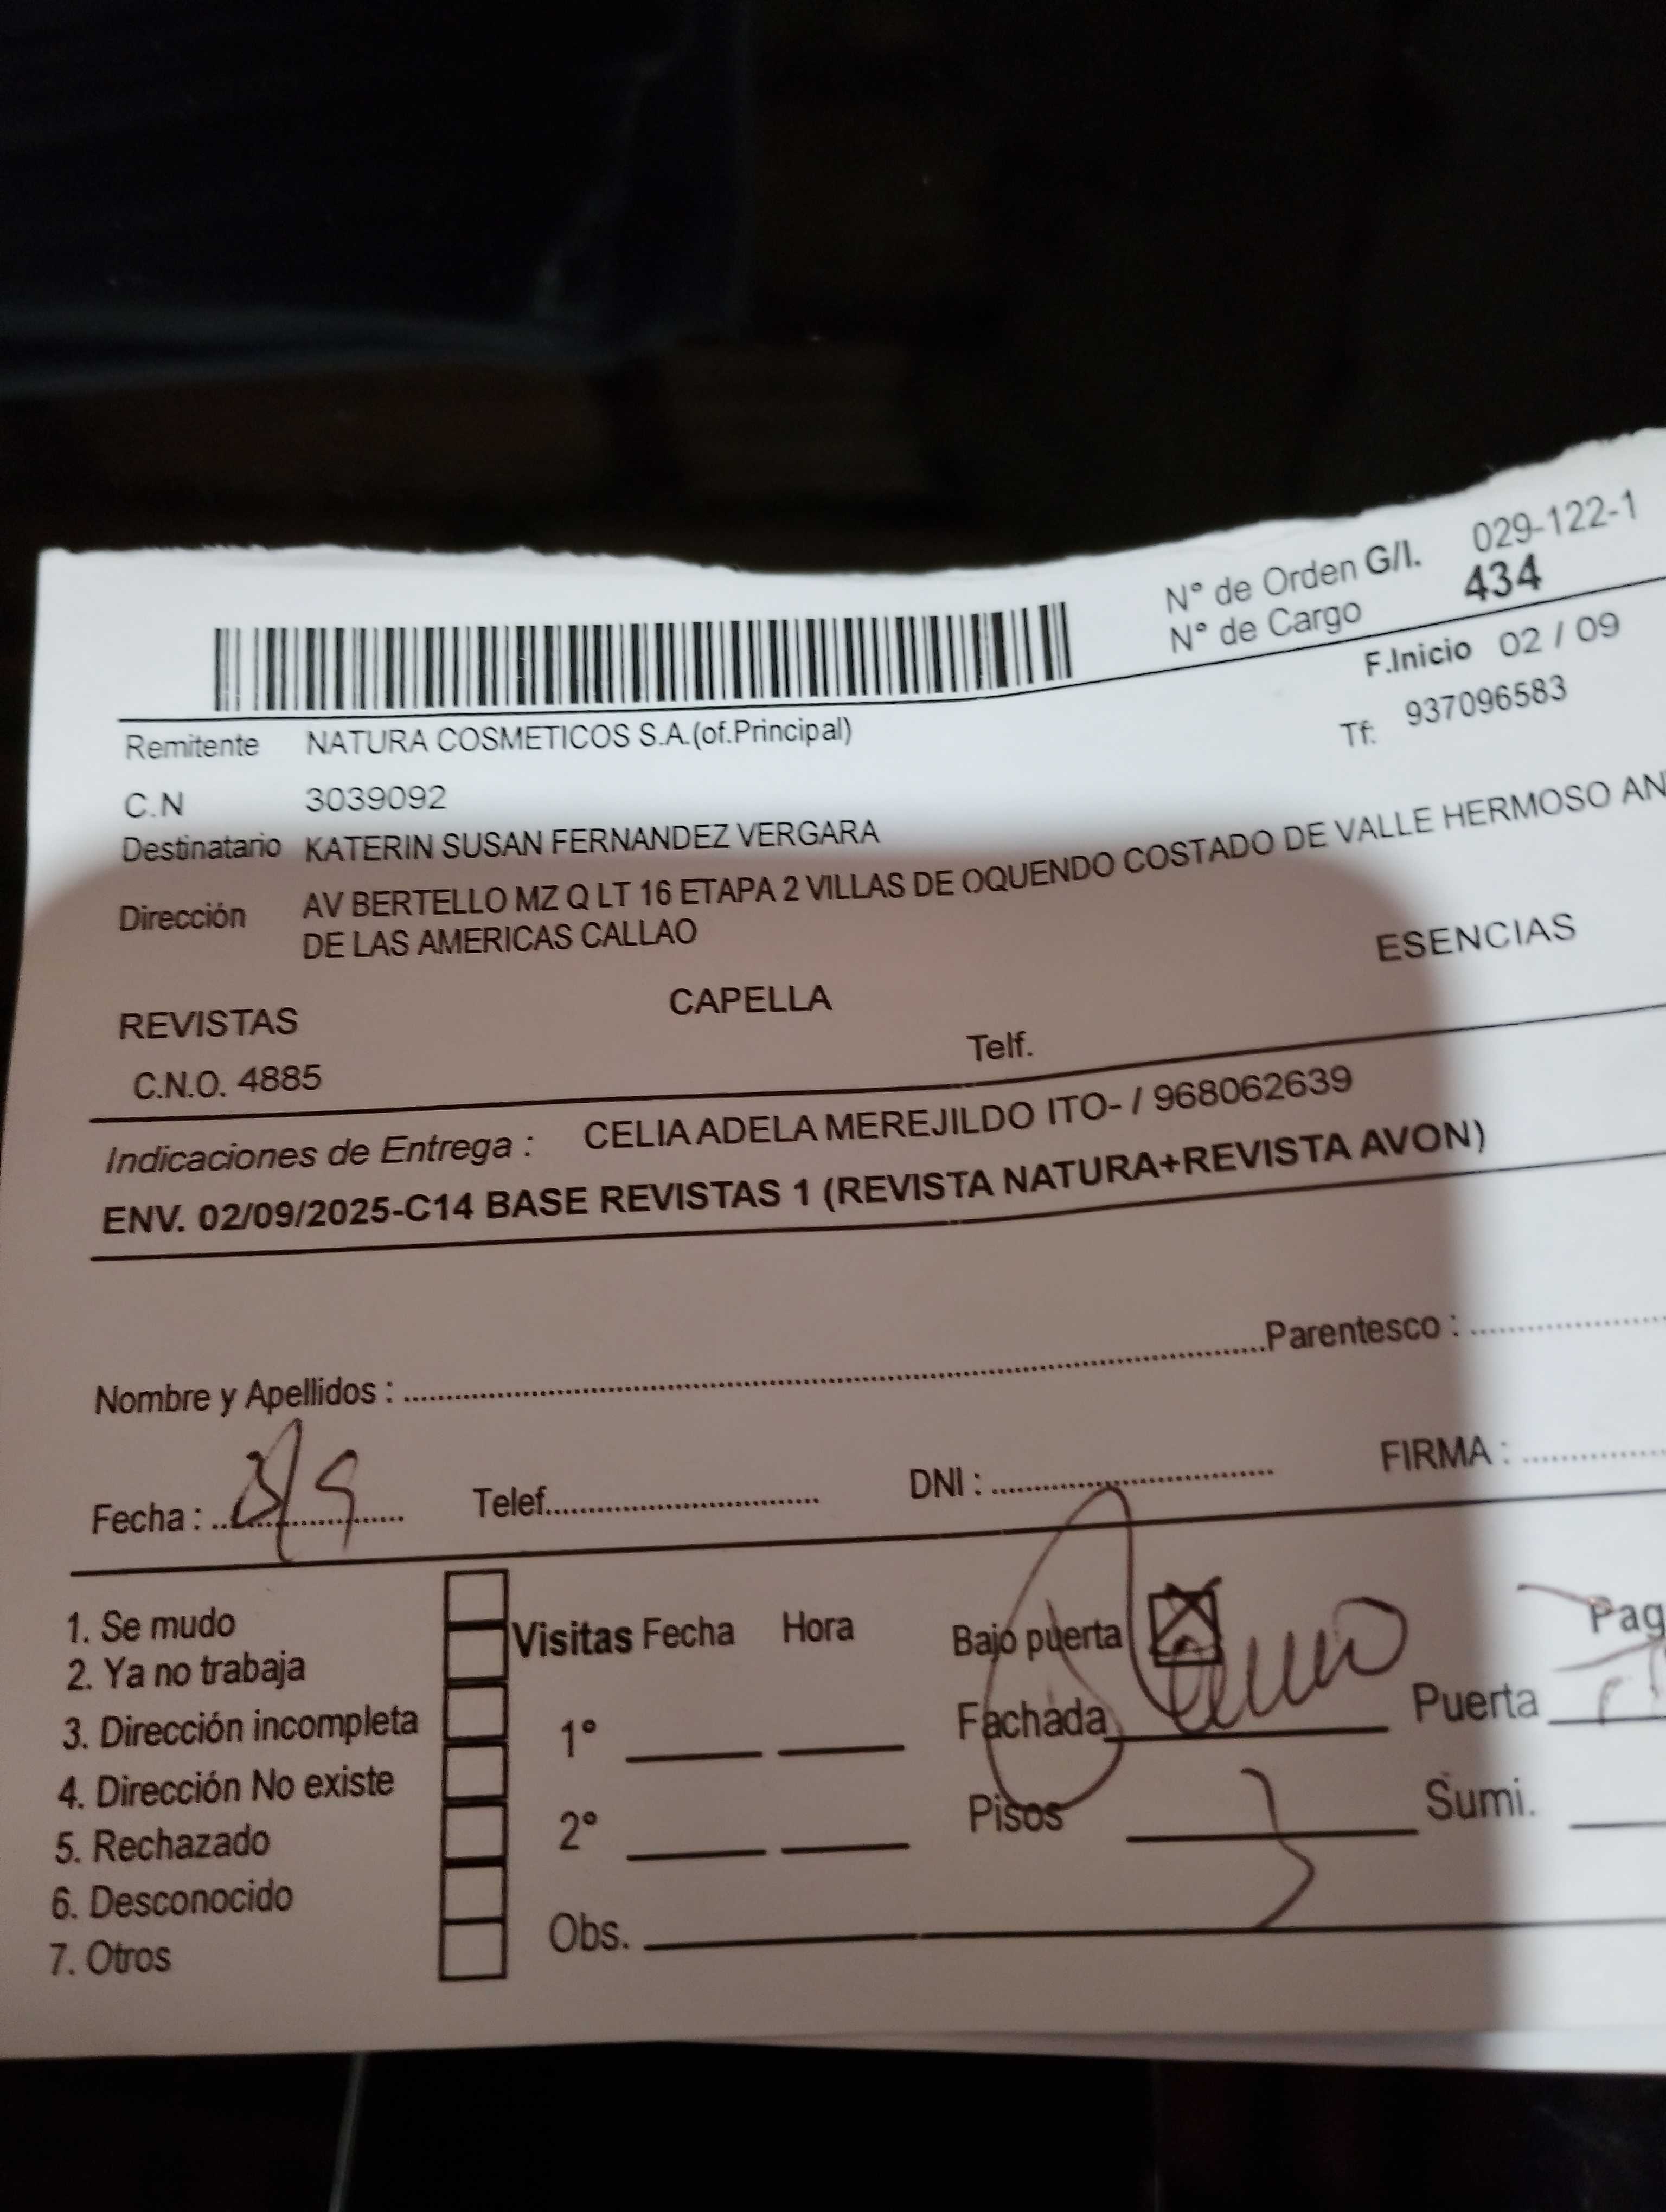 N° de Orden G/I. 029-122-1
N° de Cargo 434
F.Inicio 02 / 09
Remitente NATURA COSMETICOS S.A.(of.Principal) Tf: 937096583
C.N 3039092
Destinatario KATERIN SUSAN FERNANDEZ VERGARA
Dirección AV BERTELLO MZ Q LT 16 ETAPA 2 VILLAS DE OQUENDO COSTADO DE VALLE HERMOSO AN
DE LAS AMERICAS CALLAO
REVISTAS CAPELLA ESENCIAS
C.N.O. 4885 Telf.
Indicaciones de Entrega : CELIA ADELA MEREJILDO ITO- / 968062639
ENV. 02/09/2025-C14 BASE REVISTAS 1 (REVISTA NATURA+REVISTA AVON)
Nombre y Apellidos : Parentesco :
Fecha : Telef. DNI : FIRMA :
1. Se mudo
2. Ya no trabaja
3. Dirección incompleta
4. Dirección No existe
5. Rechazado
6. Desconocido
7. Otros
Visitas Fecha Hora
1°
2°
Obs.
Bajo puerta Pag
Fachada Puerta
Pisos 3 Sumi.